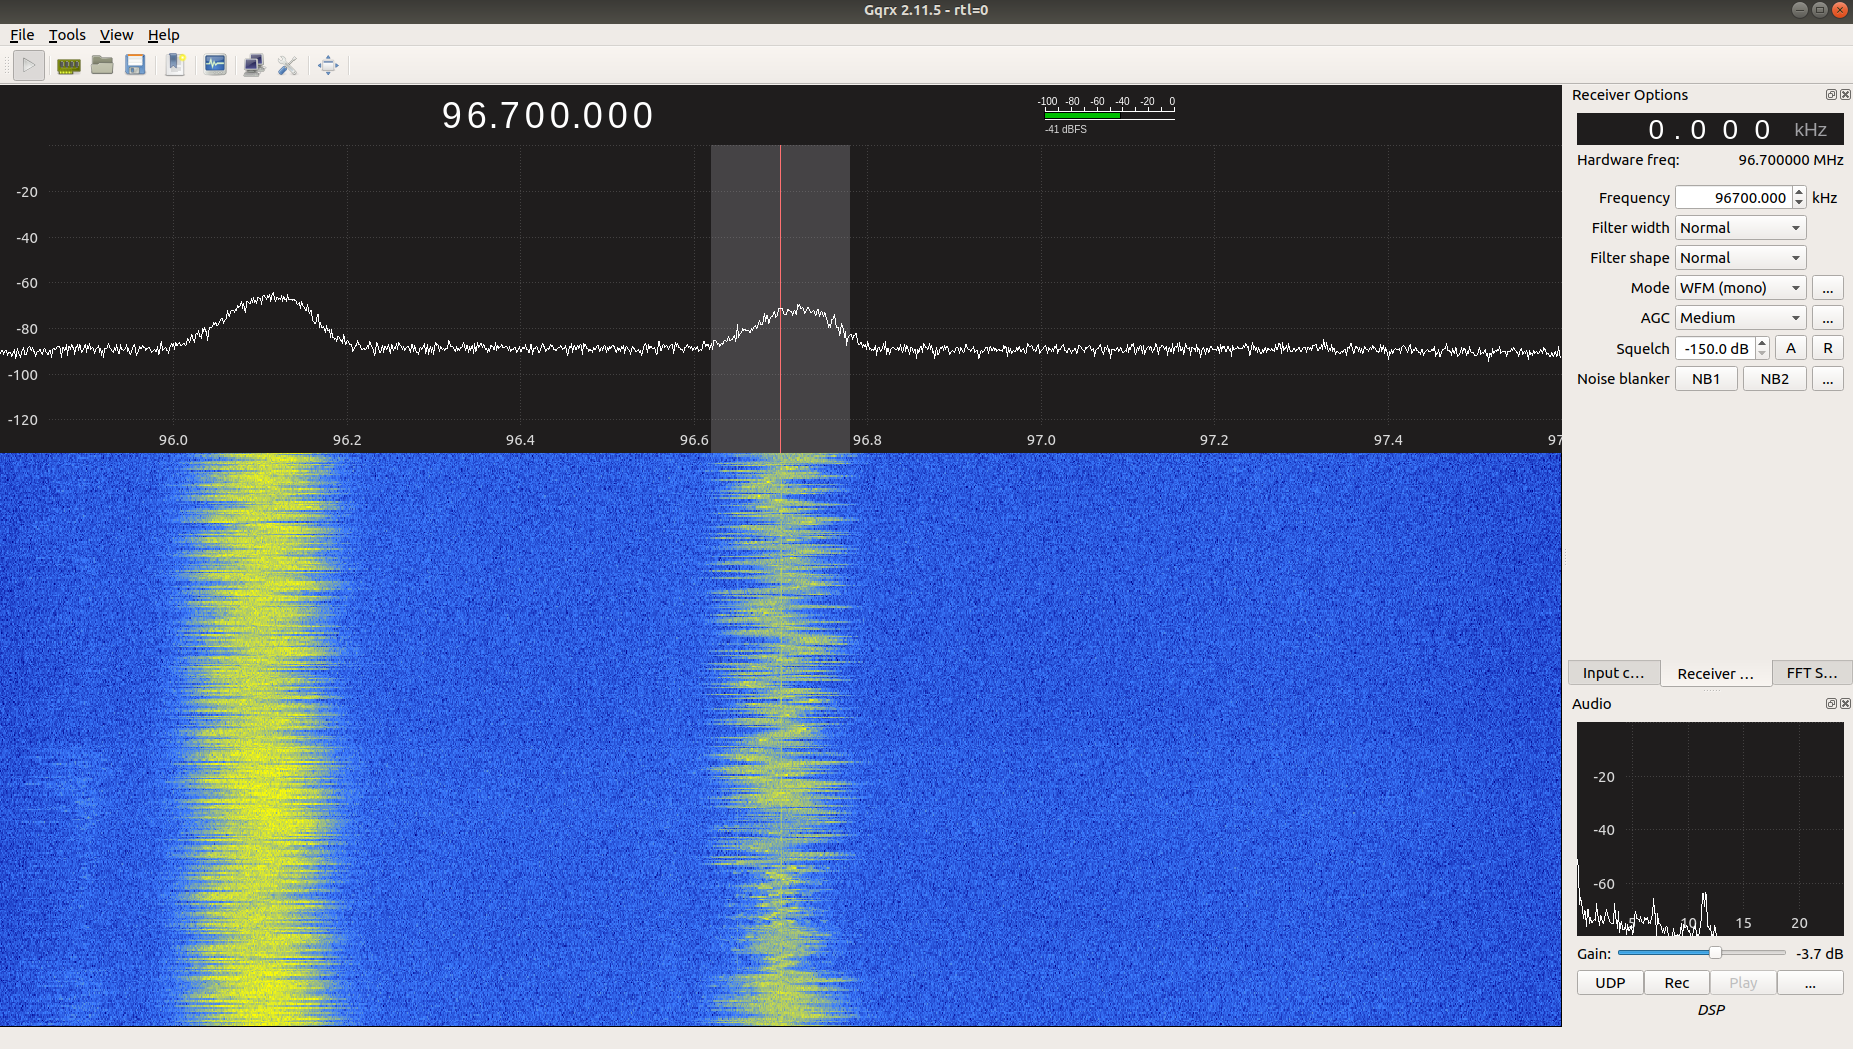 Gqrx 2.11.5 - rtl=0
File Tools View Help
96.700.000
-100 -80 -60 -40 -20 0
-41 dBFS
-20
-40
-60
-80
-100
-120
96.0 96.2 96.4 96.6 96.8 97.0 97.2 97.4 97
Receiver Options
0.000 kHz
Hardware freq: 96.700000 MHz
Frequency 96700.000 kHz
Filter width Normal
Filter shape Normal
Mode WFM (mono) ...
AGC Medium ...
Squelch -150.0 dB A R
Noise blanker NB1 NB2 ...
Input c... Receiver ... FFT S...
Audio
-20
-40
-60
5 10 15 20
Gain: -3.7 dB
UDP Rec Play ...
DSP